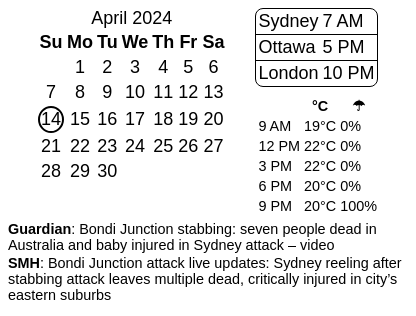 April 2024
Su Mo Tu We Th Fr Sa
1 2 3 4 5 6
7 8 9 10 11 12 13
14 15 16 17 18 19 20
21 22 23 24 25 26 27
28 29 30
Sydney 7 AM
Ottawa 5 PM
London 10 PM
°C ☂
9 AM 19°C 0%
12 PM 22°C 0%
3 PM 22°C 0%
6 PM 20°C 0%
9 PM 20°C 100%
Guardian: Bondi Junction stabbing: seven people dead in
Australia and baby injured in Sydney attack – video
SMH: Bondi Junction attack live updates: Sydney reeling after
stabbing attack leaves multiple dead, critically injured in city's
eastern suburbs